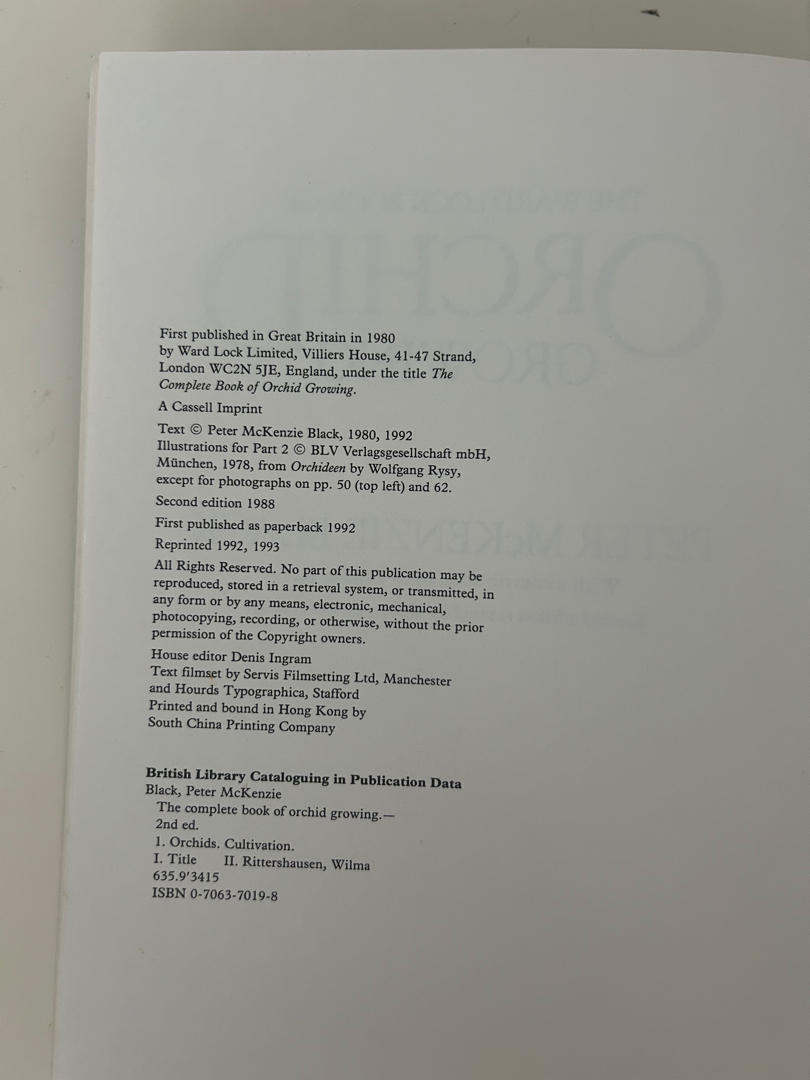 First published in Great Britain in 1980
by Ward Lock Limited, Villiers House, 41-47 Strand,
London WC2N 5JE, England, under the title The
Complete Book of Orchid Growing.
A Cassell Imprint
Text © Peter McKenzie Black, 1980, 1992
Illustrations for Part 2 © BLV Verlagsgesellschaft mbH,
München, 1978, from Orchideen by Wolfgang Rysy,
except for photographs on pp. 50 (top left) and 62.
Second edition 1988
First published as paperback 1992
Reprinted 1992, 1993
All Rights Reserved. No part of this publication may be
reproduced, stored in a retrieval system, or transmitted, in
any form or by any means, electronic, mechanical,
photocopying, recording, or otherwise, without the prior
permission of the Copyright owners.
House editor Denis Ingram
Text filmset by Servis Filmsetting Ltd, Manchester
and Hourds Typographica, Stafford
Printed and bound in Hong Kong by
South China Printing Company
British Library Cataloguing in Publication Data
Black, Peter McKenzie
The complete book of orchid growing.—
2nd ed.
1. Orchids. Cultivation.
I. Title II. Rittershausen, Wilma
635.9'3415
ISBN 0-7063-7019-8